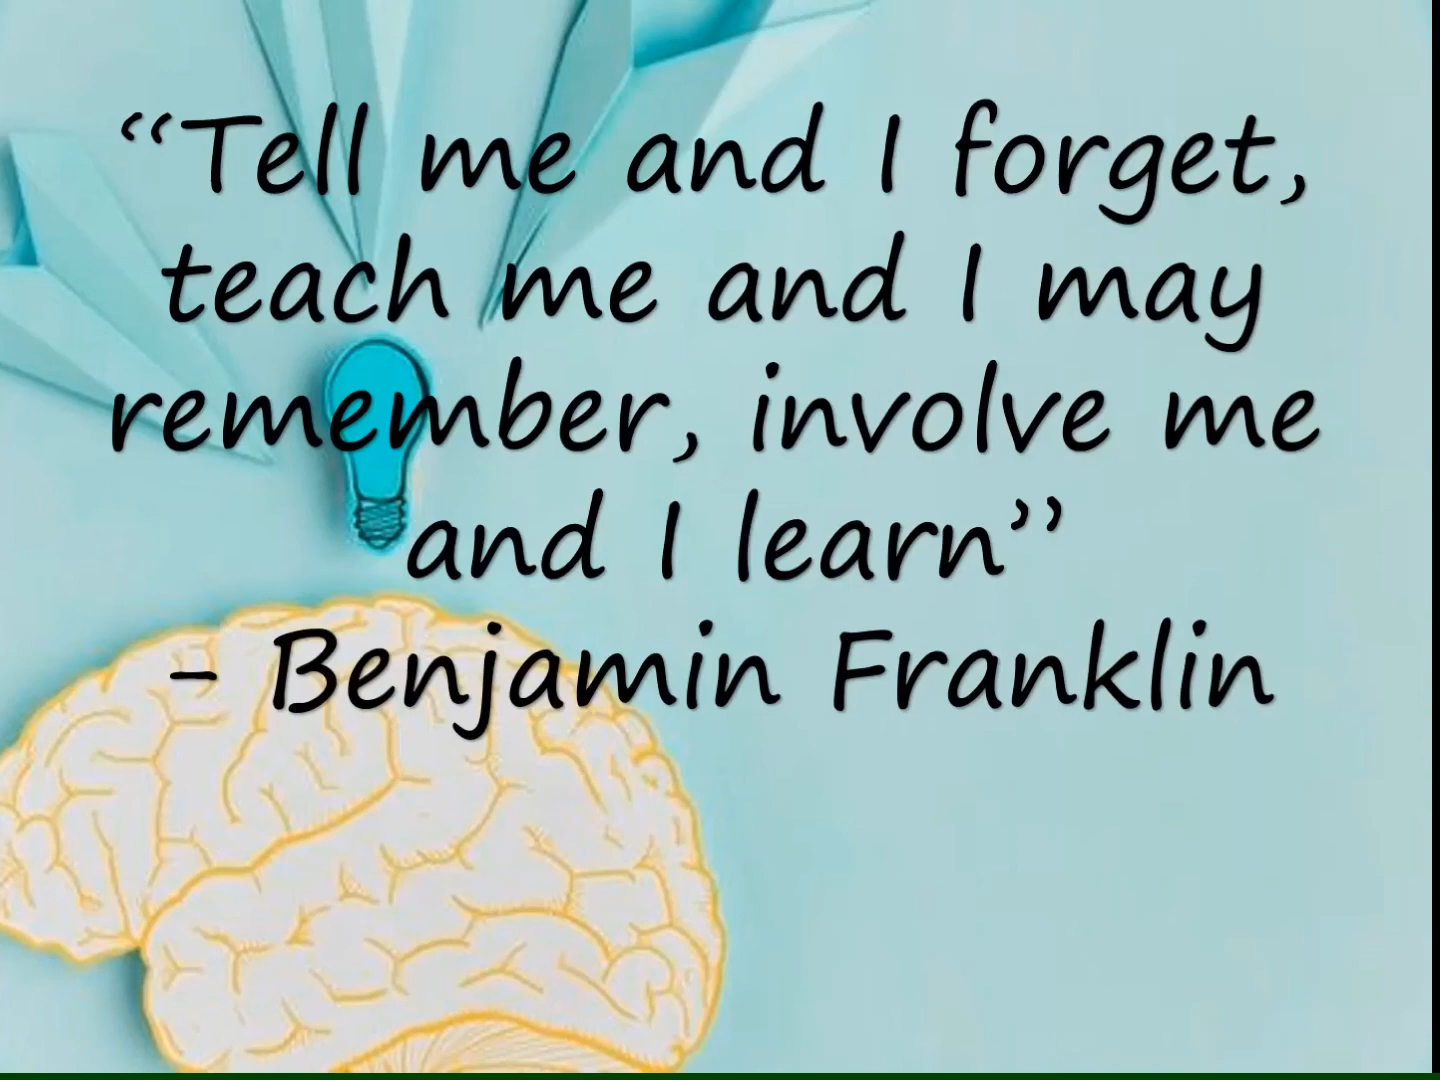 “Tell me and I forget,
teach me and I may
remember, involve me
and I learn”
- Benjamin Franklin